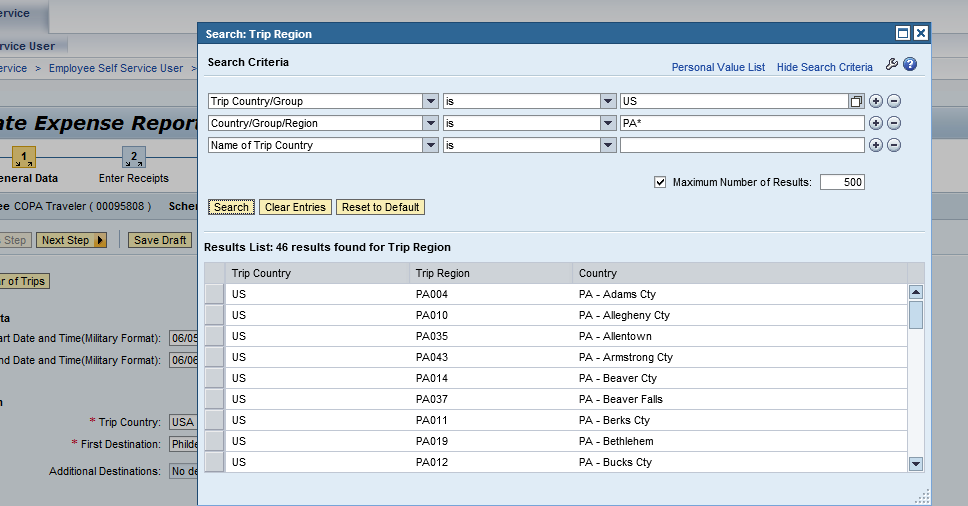 ervice
rvice User
ervice > Employee Self Service User >
ate Expense Repor
1
2
eneral Data
Enter Receipts
ee COPA Traveler ( 00095808 ) Schem
s Step
Next Step
Save Draft
r of Trips
ta
art Date and Time(Military Format): 06/05
nd Date and Time(Military Format): 06/06
n
* Trip Country: USA
* First Destination: Philde
Additional Destinations: No de
Search: Trip Region
Search Criteria
Personal Value List Hide Search Criteria
Trip Country/Group is US
Country/Group/Region is PA*
Name of Trip Country is
Maximum Number of Results: 500
Search Clear Entries Reset to Default
Results List: 46 results found for Trip Region
Trip Country Trip Region Country
US PA004 PA - Adams Cty
US PA010 PA - Allegheny Cty
US PA035 PA - Allentown
US PA043 PA - Armstrong Cty
US PA014 PA - Beaver Cty
US PA037 PA - Beaver Falls
US PA011 PA - Berks Cty
US PA019 PA - Bethlehem
US PA012 PA - Bucks Cty